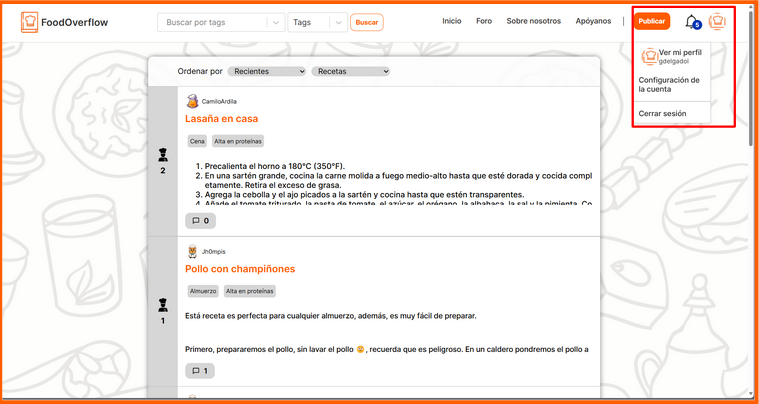 FoodOverflow
Buscar por tags
Tags
Buscar
Inicio
Foro
Sobre nosotros
Apóyanos
|
Publicar
5
Ver mi perfil
gdelgadol
Configuración de
la cuenta
Cerrar sesión
Ordenar por
Recientes
Recetas
CamiloArdila
Lasaña en casa
Cena
Alta en proteínas
2
1. Precalienta el horno a 180°C (350°F).
2. En una sartén grande, cocina la carne molida a fuego medio-alto hasta que esté dorada y cocida compl
etamente. Retira el exceso de grasa.
3. Agrega la cebolla y el ajo picados a la sartén y cocina hasta que estén transparentes.
4. Añade el tomate triturado, la pasta de tomate, el azúcar, el orégano, la albahaca, la sal y la pimienta. Co
0
Jh0mpis
Pollo con champiñones
Almuerzo
Alta en proteínas
1
Está receta es perfecta para cualquier almuerzo, además, es muy fácil de preparar.
Primero, prepararemos el pollo, sin lavar el pollo 🙂, recuerda que es peligroso. En un caldero pondremos el pollo a
1